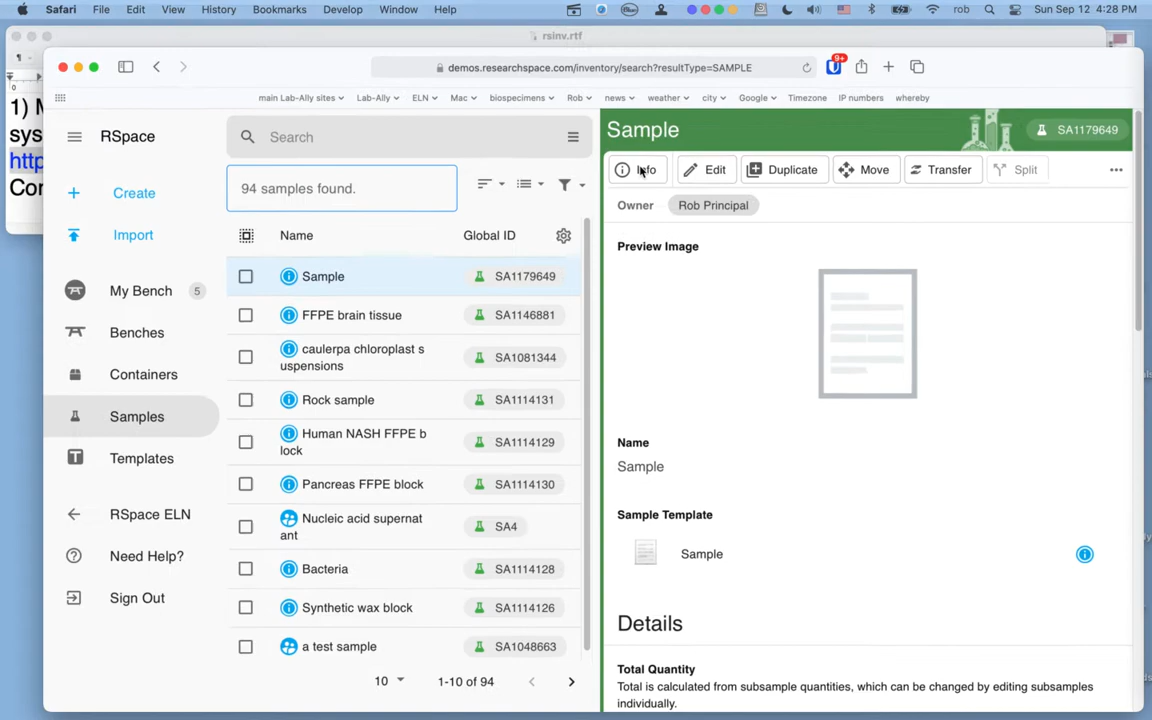 Safari File Edit View History Bookmarks Develop Window Help rob Sun Sep 12 4:28 PM
rsinv.rtf
demos.researchspace.com/inventory/search?resultType=SAMPLE
9+
main Lab-Ally sites Lab-Ally ELN Mac biospecimens Rob news weather city Google Timezone IP numbers whereby
1) M
sys
http
Cor
RSpace
Create
Import
My Bench 5
Benches
Containers
Samples
Templates
RSpace ELN
Need Help?
Sign Out
Search
94 samples found.
Name Global ID
Sample SA1179649
FFPE brain tissue SA1146881
caulerpa chloroplast s
uspensions SA1081344
Rock sample SA1114131
Human NASH FFPE b
lock SA1114129
Pancreas FFPE block SA1114130
Nucleic acid supernat
ant SA4
Bacteria SA1114128
Synthetic wax block SA1114126
a test sample SA1048663
10 1-10 of 94
Sample SA1179649
Info Edit Duplicate Move Transfer Split
Owner Rob Principal
Preview Image
Name
Sample
Sample Template
Sample
Details
Total Quantity
Total is calculated from subsample quantities, which can be changed by editing subsamples
individually.